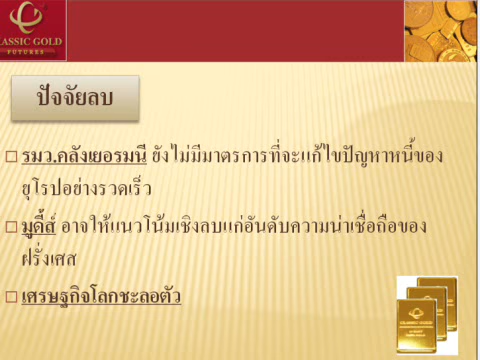 CLASSIC GOLD
FUTURES
ปัจจัยลบ
รมว.คลังเยอรมนี ยังไม่มีมาตรการที่จะแก้ไขปัญหาหนี้ของ
ยุโรปอย่างรวดเร็ว
มูดี้ส์ อาจให้แนวโน้มเชิงลบแก่อันดับความน่าเชื่อถือของ
ฝรั่งเศส
เศรษฐกิจโลกชะลอตัว
CLASSIC GOLD